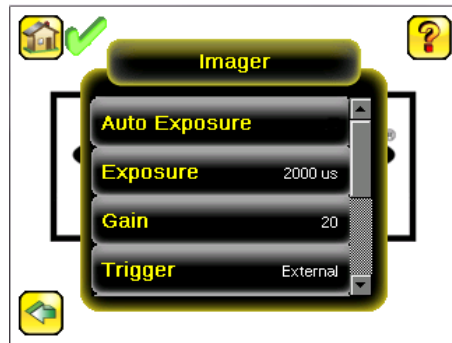 Imager
Auto Exposure
Exposure 2000 us
Gain 20
Trigger External
?
®